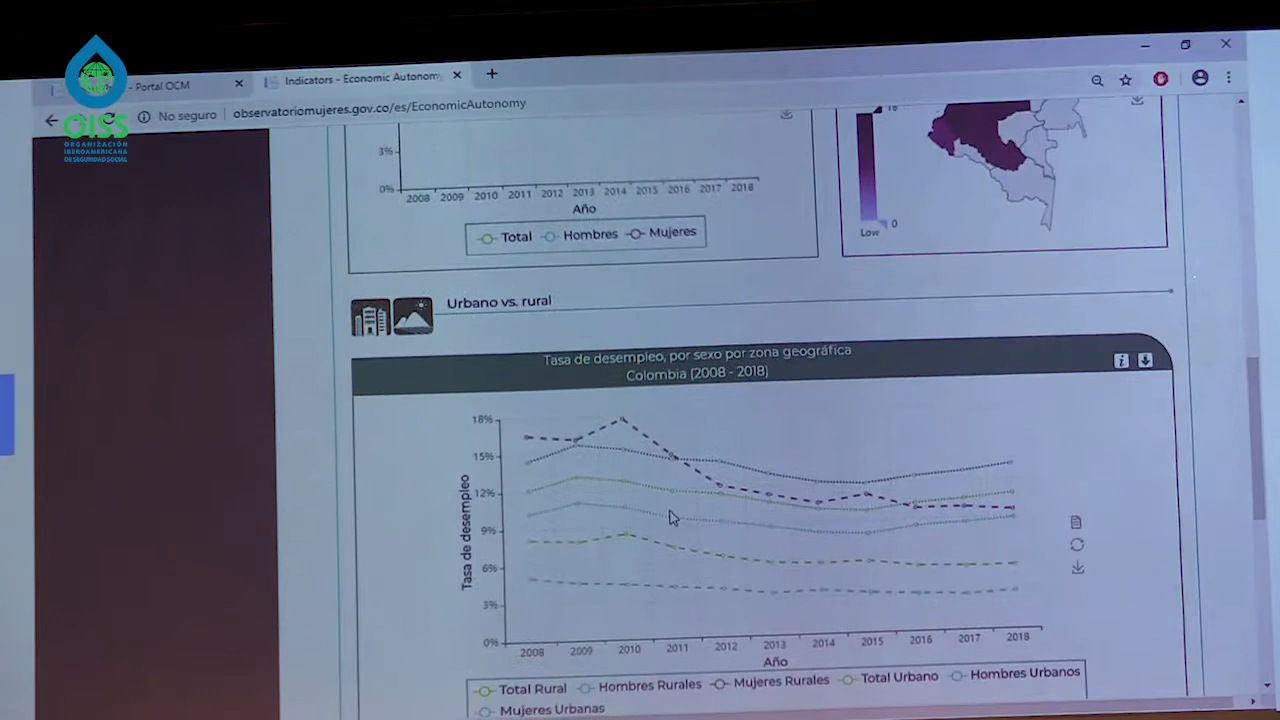 - Portal OCM
Indicators - Economic Autonom
No seguro
observatoriomujeres.gov.co/es/EconomicAutonomy
OISS
ORGANIZACIÓN
IBEROAMERICANA
DE SEGURIDAD SOCIAL
3%
0%
2008 2009 2010 2011 2012 2013 2014 2015 2016 2017 2018
Año
Total Hombres Mujeres
0
Low
Urbano vs. rural
Tasa de desempleo, por sexo por zona geográfica
Colombia (2008 - 2018)
18%
15%
12%
9%
6%
3%
0%
Tasa de desempleo
2008 2009 2010 2011 2012 2013 2014 2015 2016 2017 2018
Año
Total Rural Hombres Rurales Mujeres Rurales Total Urbano Hombres Urbanos
Mujeres Urbanas